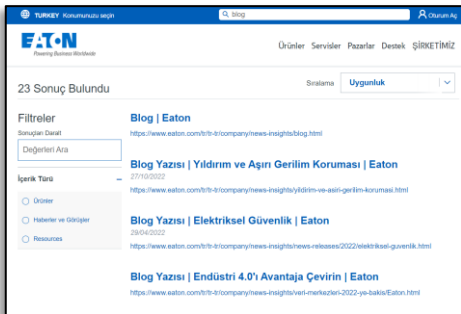 TURKEY Konumunuzu seçin
blog
Oturum Aç
EATON
Powering Business Worldwide
Ürünler Servisler Pazarlar Destek ŞİRKETİMİZ
23 Sonuç Bulundu
Sıralama
Uygunluk
Filtreler
Sonuçları Daralt
Değerleri Ara
İçerik Türü
Ürünler
Haberler ve Görüşler
Resources
Blog | Eaton
https://www.eaton.com/tr/tr-tr/company/news-insights/blog.html
Blog Yazısı | Yıldırım ve Aşırı Gerilim Koruması | Eaton
27/10/2022
https://www.eaton.com/tr/tr-tr/company/news-insights/yildirim-ve-asiri-gerilim-korumasi.html
Blog Yazısı | Elektriksel Güvenlik | Eaton
29/04/2022
https://www.eaton.com/tr/tr-tr/company/news-insights/news-releases/2022/elektriksel-guvenlik.html
Blog Yazısı | Endüstri 4.0'ı Avantaja Çevirin | Eaton
https://www.eaton.com/tr/tr-tr/company/news-insights/veri-merkezleri-2022-ye-bakis/Eaton.html